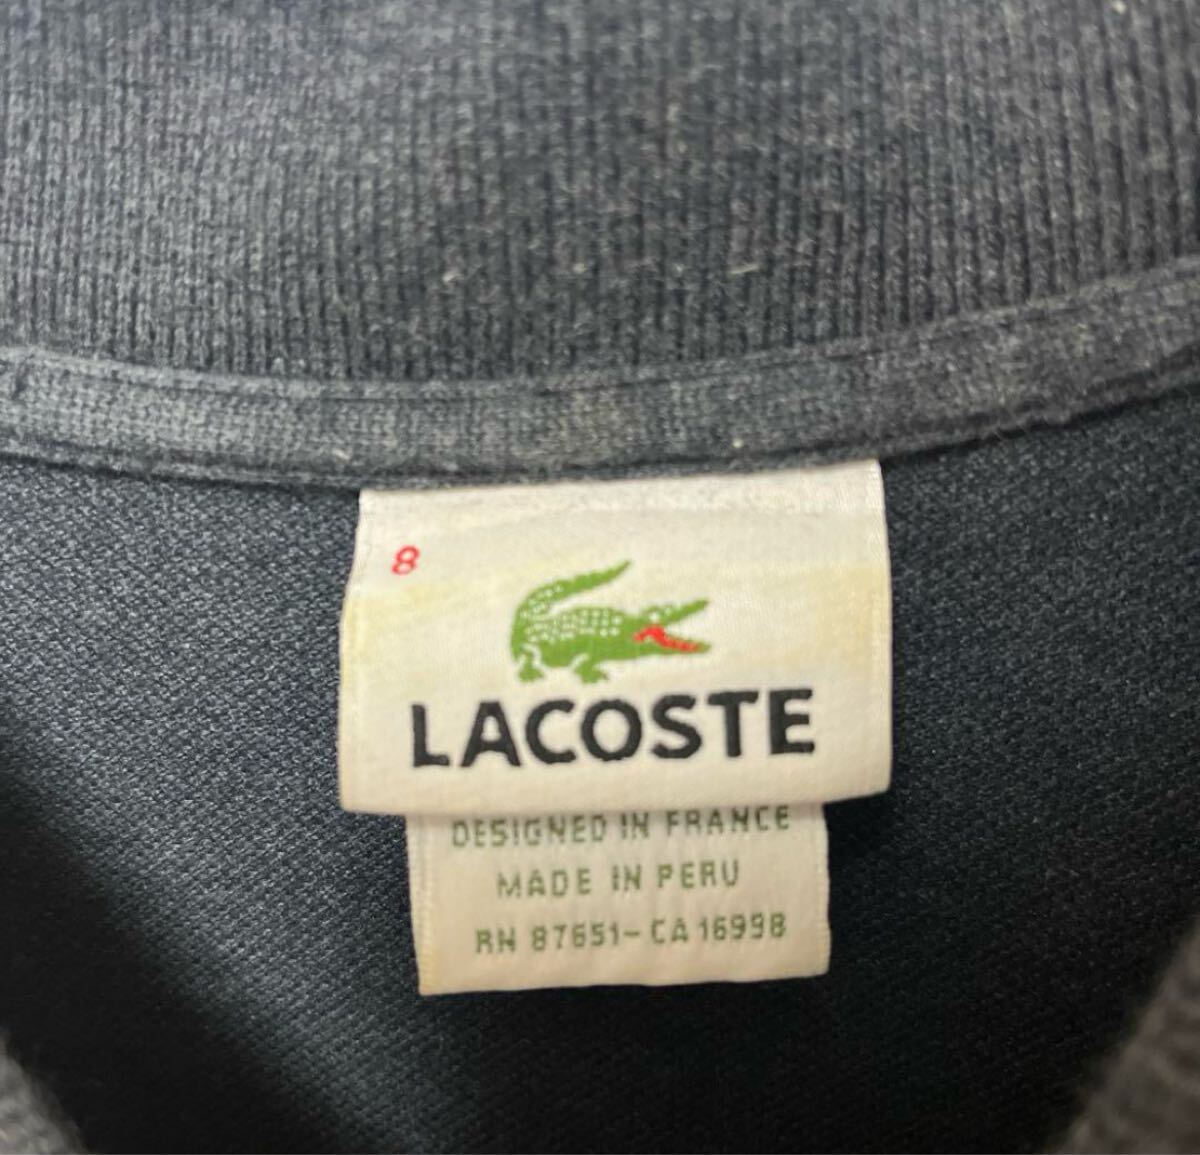 8
LACOSTE
DESIGNED IN FRANCE
MADE IN PERU
RN 87651-CA 16998